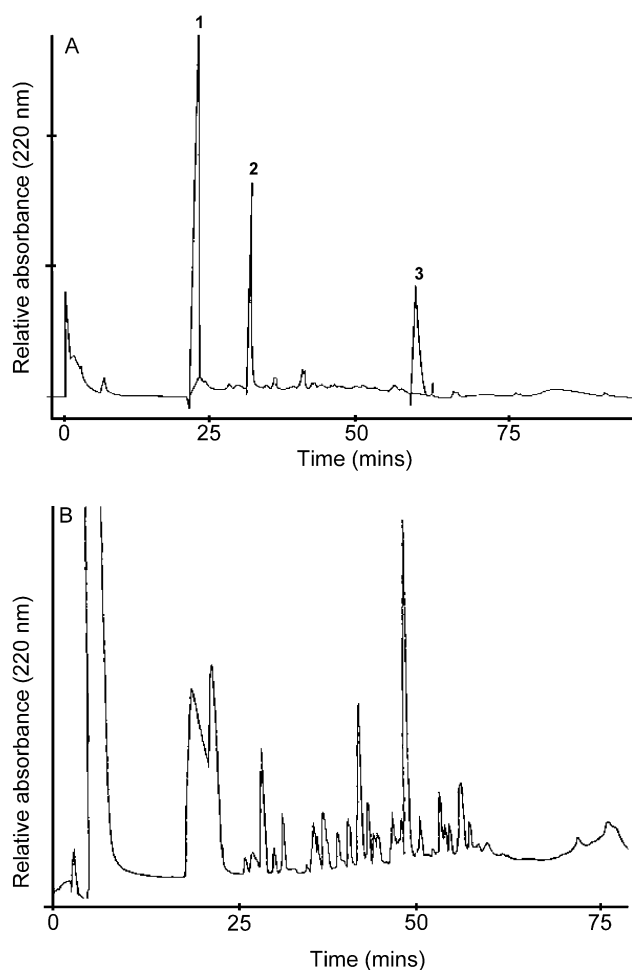 A
1
2
3
Relative absorbance (220 nm)
0 25 50 75
Time (mins)
B
Relative absorbance (220 nm)
0 25 50 75
Time (mins)